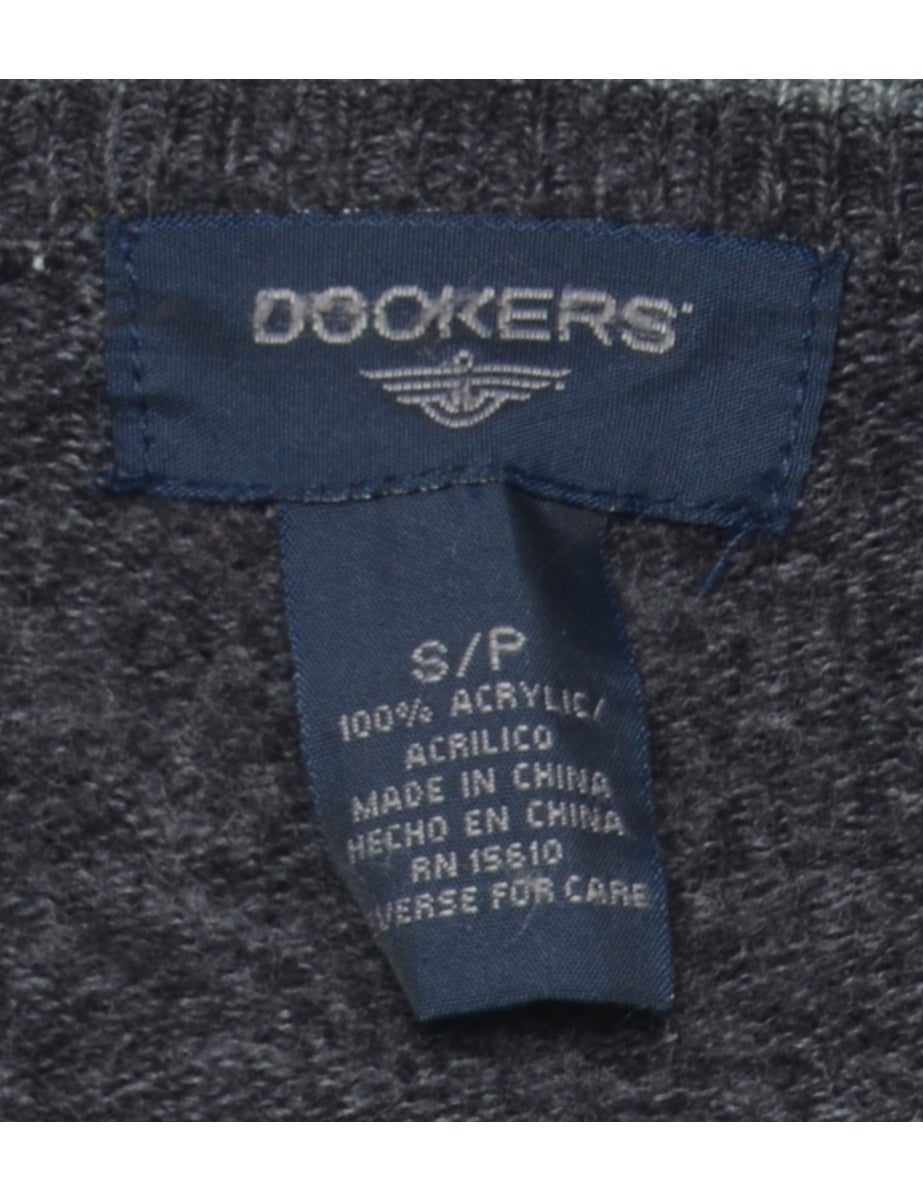 DOCKERS
S/P
100% ACRYLIC/
ACRILICO
MADE IN CHINA
HECHO EN CHINA
RN 15610
VERSE FOR CARE